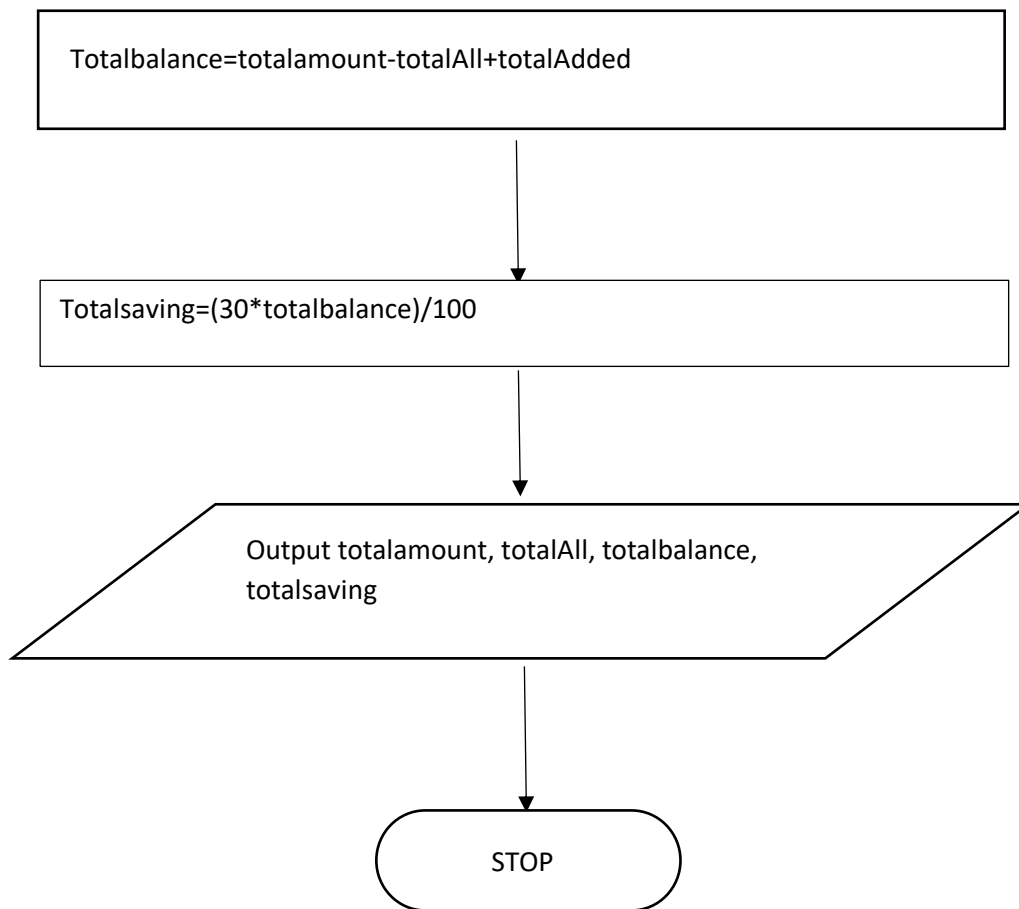 Totalbalance=totalamount-totalAll+totalAdded
Totalsaving=(30*totalbalance)/100
Output totalamount, totalAll, totalbalance,
totalsaving
STOP